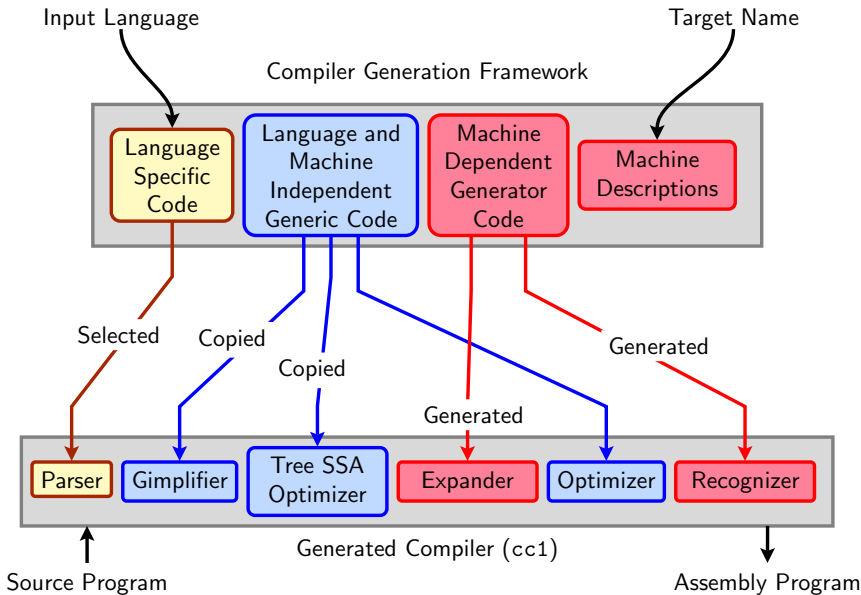 Input Language
Target Name
Compiler Generation Framework
Language
Specific
Code
Language and
Machine
Independent
Generic Code
Machine
Dependent
Generator
Code
Machine
Descriptions
Selected
Copied
Copied
Generated
Generated
Parser
Gimplifier
Tree SSA
Optimizer
Expander
Optimizer
Recognizer
Generated Compiler (cc1)
Source Program
Assembly Program